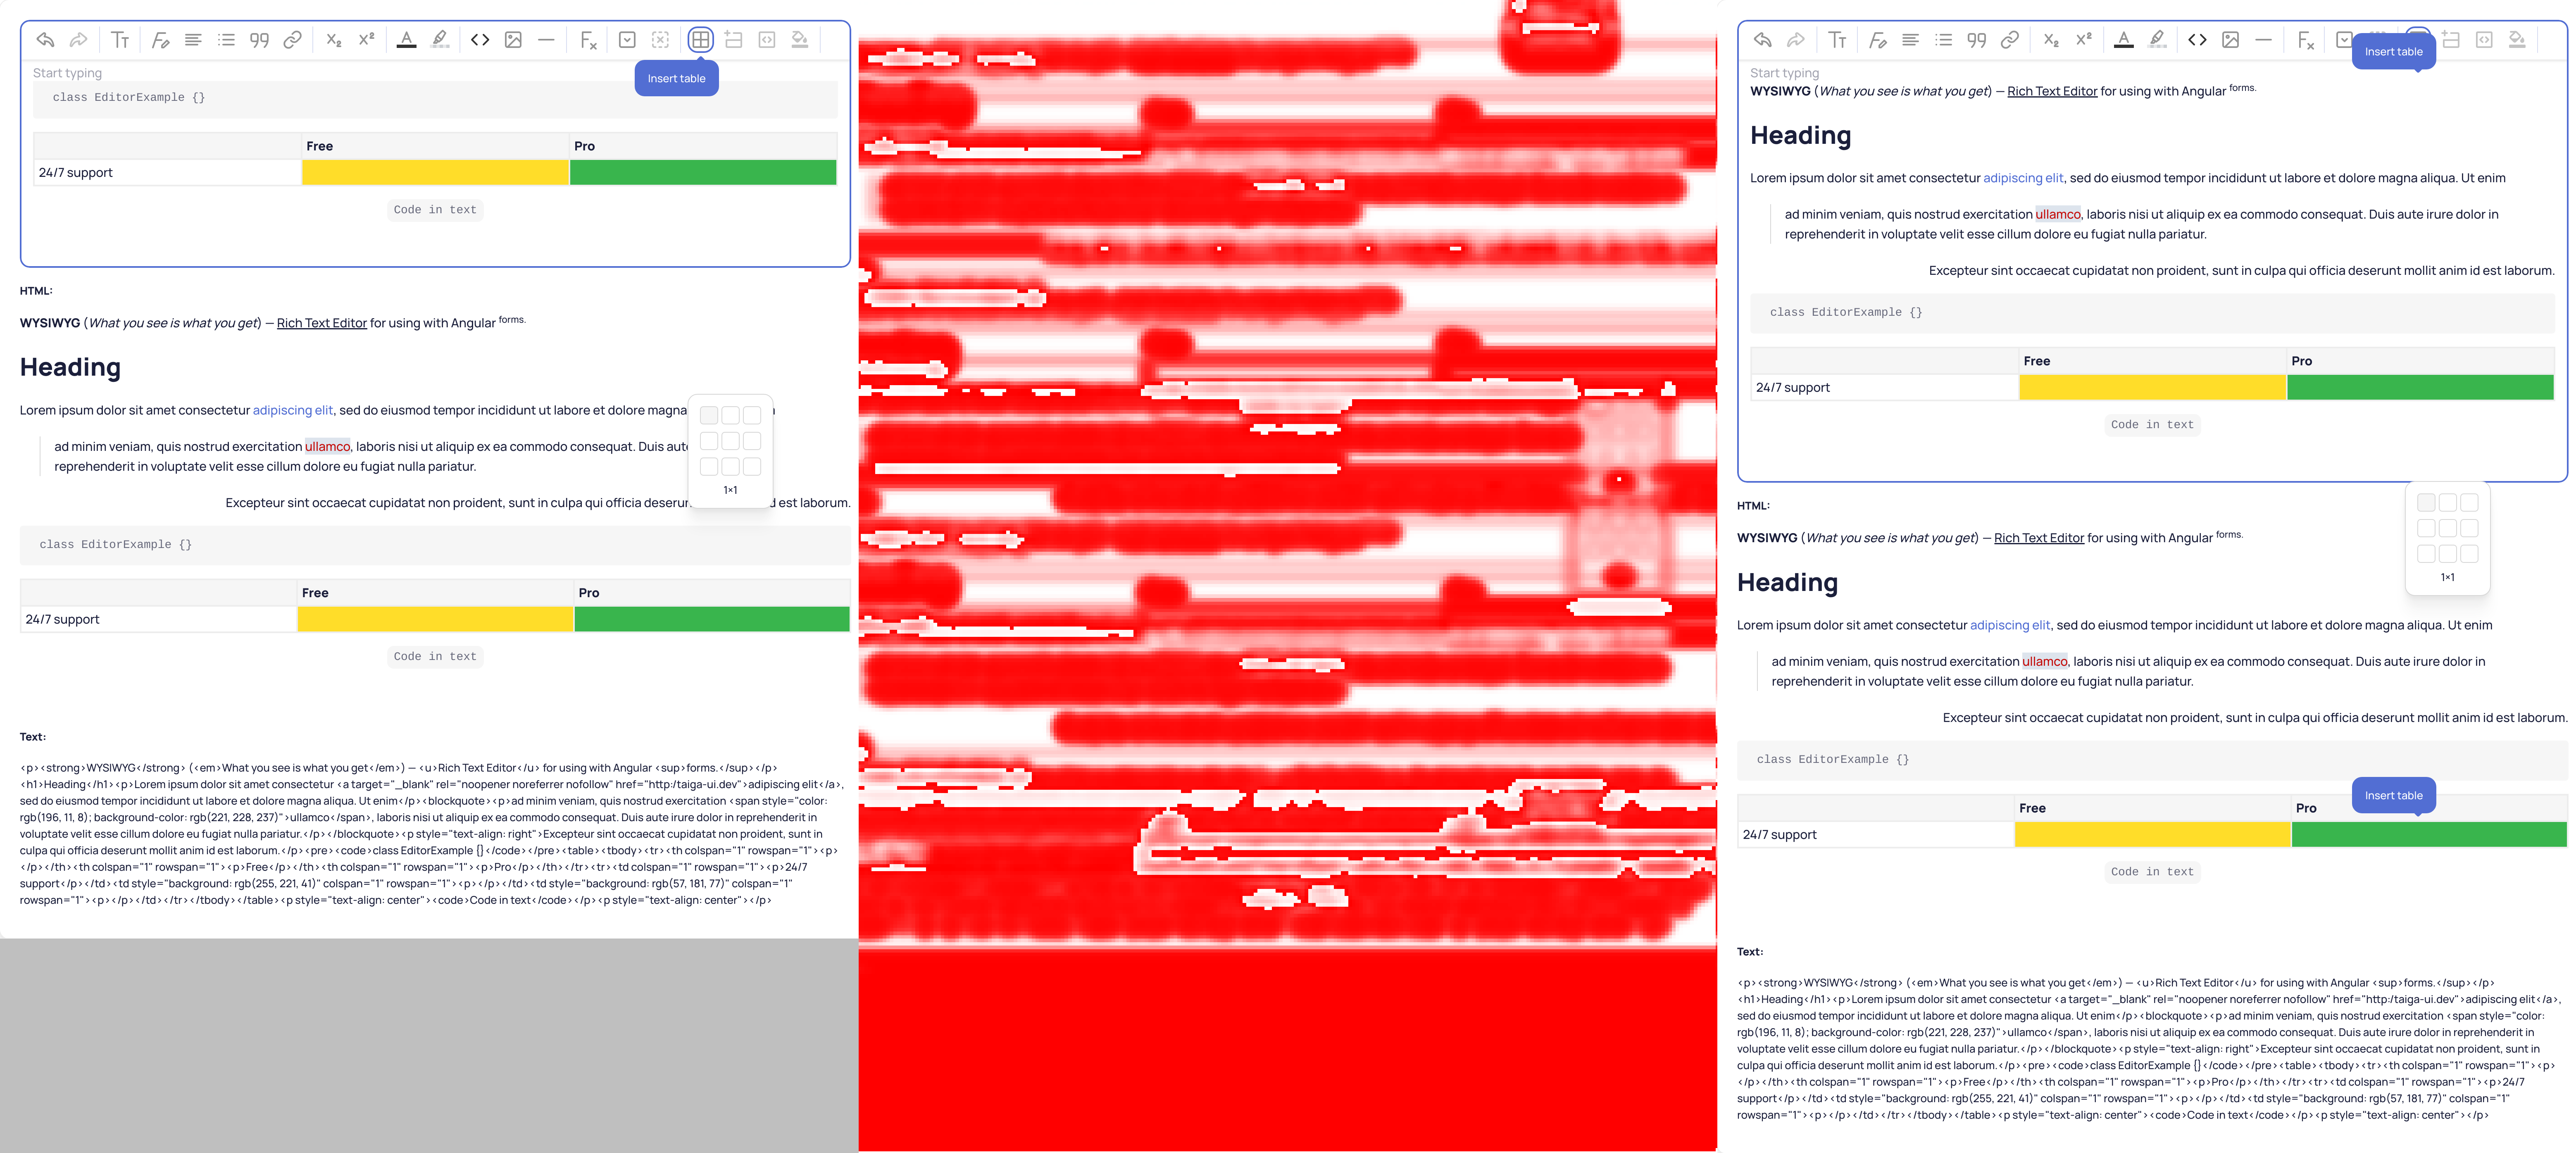 Insert table
Start typing
class EditorExample {}
Free Pro
24/7 support
Code in text
HTML:
WYSIWYG (What you see is what you get) — Rich Text Editor for using with Angular forms.
Heading
Lorem ipsum dolor sit amet consectetur adipiscing elit, sed do eiusmod tempor incididunt ut labore et dolore magna
ad minim veniam, quis nostrud exercitation ullamco, laboris nisi ut aliquip ex ea commodo consequat. Duis aute
reprehenderit in voluptate velit esse cillum dolore eu fugiat nulla pariatur.
1×1
Excepteur sint occaecat cupidatat non proident, sunt in culpa qui officia est laborum.
class EditorExample {}
Free Pro
24/7 support
Code in text
Text:
<p><strong>WYSIWYG</strong> (<em>What you see is what you get</em>) — <u>Rich Text Editor</u> for using with Angular <sup>forms.</sup></p>
<h1>Heading</h1><p>Lorem ipsum dolor sit amet consectetur <a target="_blank" rel="noopener noreferrer nofollow" href="http:/taiga-ui.dev">adipiscing elit</a>,
sed do eiusmod tempor incididunt ut labore et dolore magna aliqua. Ut enim</p><blockquote><p>ad minim veniam, quis nostrud exercitation <span style="color:
rgb(196, 11, 8); background-color: rgb(221, 228, 237)">ullamco</span>, laboris nisi ut aliquip ex ea commodo consequat. Duis aute irure dolor in reprehenderit in
voluptate velit esse cillum dolore eu fugiat nulla pariatur.</p></blockquote><p style="text-align: right">Excepteur sint occaecat cupidatat non proident, sunt in
culpa qui officia deserunt mollit anim id est laborum.</p><pre><code>class EditorExample {}</code></pre><table><tbody><tr><th colspan="1" rowspan="1"><p>
</p></th><th colspan="1" rowspan="1"><p>Free</p></th><th colspan="1" rowspan="1"><p>Pro</p></th></tr><tr><td colspan="1" rowspan="1"><p>24/7
support</p></td><td style="background: rgb(255, 221, 41)" colspan="1" rowspan="1"><p></p></td><td style="background: rgb(57, 181, 77)" colspan="1"
rowspan="1"><p></p></td></tr></tbody></table><p style="text-align: center"><code>Code in text</code></p><p style="text-align: center"></p>
Insert table
Start typing
WYSIWYG (What you see is what you get) — Rich Text Editor for using with Angular forms.
Heading
Lorem ipsum dolor sit amet consectetur adipiscing elit, sed do eiusmod tempor incididunt ut labore et dolore magna aliqua. Ut enim
ad minim veniam, quis nostrud exercitation ullamco, laboris nisi ut aliquip ex ea commodo consequat. Duis aute irure dolor in
reprehenderit in voluptate velit esse cillum dolore eu fugiat nulla pariatur.
Excepteur sint occaecat cupidatat non proident, sunt in culpa qui officia deserunt mollit anim id est laborum.
class EditorExample {}
Free Pro
24/7 support
Code in text
HTML:
WYSIWYG (What you see is what you get) — Rich Text Editor for using with Angular forms.
1×1
Heading
Lorem ipsum dolor sit amet consectetur adipiscing elit, sed do eiusmod tempor incididunt ut labore et dolore magna aliqua. Ut enim
ad minim veniam, quis nostrud exercitation ullamco, laboris nisi ut aliquip ex ea commodo consequat. Duis aute irure dolor in
reprehenderit in voluptate velit esse cillum dolore eu fugiat nulla pariatur.
Excepteur sint occaecat cupidatat non proident, sunt in culpa qui officia deserunt mollit anim id est laborum.
class EditorExample {}
Insert table
Free Pro
24/7 support
Code in text
Text:
<p><strong>WYSIWYG</strong> (<em>What you see is what you get</em>) — <u>Rich Text Editor</u> for using with Angular <sup>forms.</sup></p>
<h1>Heading</h1><p>Lorem ipsum dolor sit amet consectetur <a target="_blank" rel="noopener noreferrer nofollow" href="http:/taiga-ui.dev">adipiscing elit</a>,
sed do eiusmod tempor incididunt ut labore et dolore magna aliqua. Ut enim</p><blockquote><p>ad minim veniam, quis nostrud exercitation <span style="color:
rgb(196, 11, 8); background-color: rgb(221, 228, 237)">ullamco</span>, laboris nisi ut aliquip ex ea commodo consequat. Duis aute irure dolor in reprehenderit in
voluptate velit esse cillum dolore eu fugiat nulla pariatur.</p></blockquote><p style="text-align: right">Excepteur sint occaecat cupidatat non proident, sunt in
culpa qui officia deserunt mollit anim id est laborum.</p><pre><code>class EditorExample {}</code></pre><table><tbody><tr><th colspan="1" rowspan="1"><p>
</p></th><th colspan="1" rowspan="1"><p>Free</p></th><th colspan="1" rowspan="1"><p>Pro</p></th></tr><tr><td colspan="1" rowspan="1"><p>24/7
support</p></td><td style="background: rgb(255, 221, 41)" colspan="1" rowspan="1"><p></p></td><td style="background: rgb(57, 181, 77)" colspan="1"
rowspan="1"><p></p></td></tr></tbody></table><p style="text-align: center"><code>Code in text</code></p><p style="text-align: center"></p>